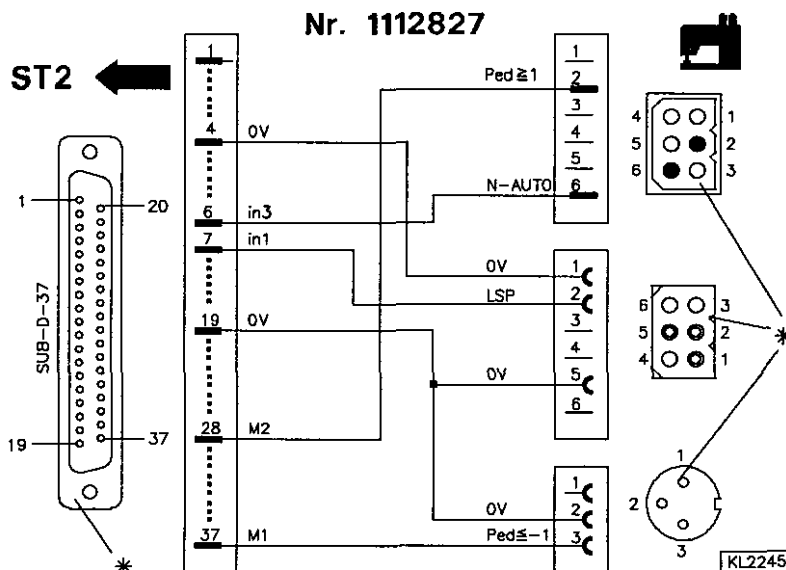 Nr. 1112827
ST2
1
4 0V
6 in3
7 in1
19 0V
28 M2
37 M1
SUB-D-37
1
20
19
37
*
Ped≧1
N-AUTO
1
2
3
4
5
6
0V
LSP
0V
1
2
3
4
5
6
0V
Ped≦-1
1
2
3
4 1
5 2
6 3
6 3
5 2
4 1
*
1
2
3
KL2245